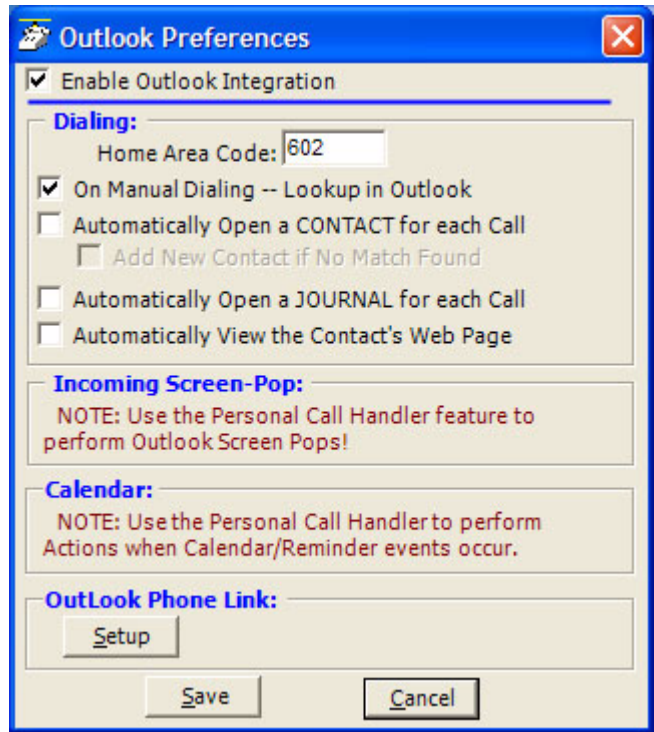 Outlook Preferences
Enable Outlook Integration
Dialing:
Home Area Code: 602
On Manual Dialing -- Lookup in Outlook
Automatically Open a CONTACT for each Call
Add New Contact if No Match Found
Automatically Open a JOURNAL for each Call
Automatically View the Contact's Web Page
Incoming Screen-Pop:
NOTE: Use the Personal Call Handler feature to
perform Outlook Screen Pops!
Calendar:
NOTE: Use the Personal Call Handler to perform
Actions when Calendar/Reminder events occur.
OutLook Phone Link:
Setup
Save Cancel